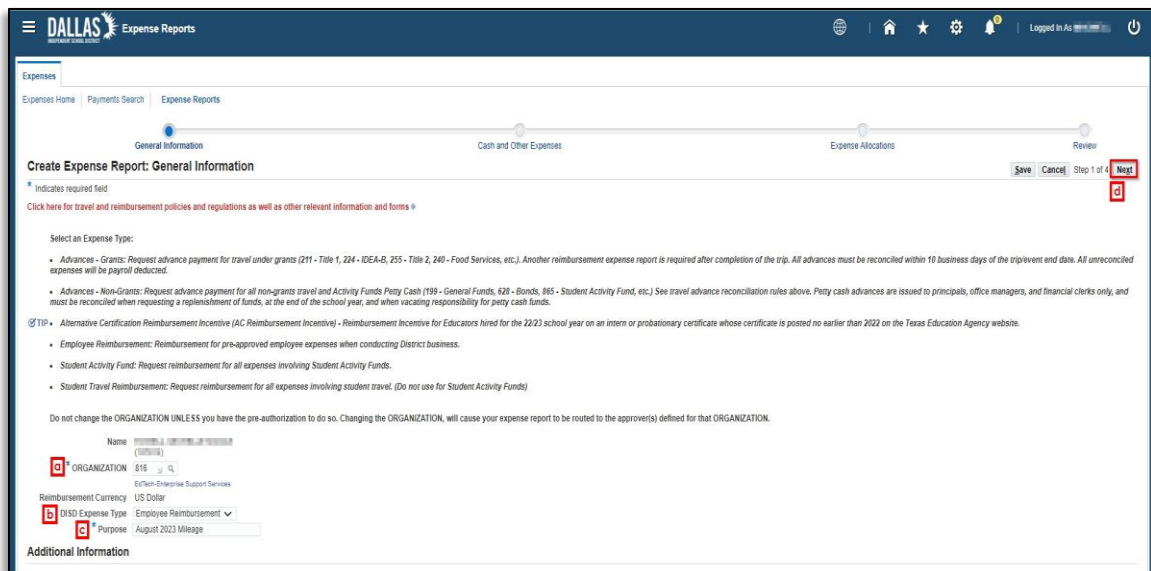 DALLAS
INDEPENDENT SCHOOL DISTRICT
Expense Reports
0
Logged In As
Expenses
Expenses Home
Payments Search
Expense Reports
General Information
Cash and Other Expenses
Expense Allocations
Review
Create Expense Report: General Information
Save Cancel Step 1 of 4 Next
* Indicates required field
d
Click here for travel and reimbursement policies and regulations as well as other relevant information and forms
Select an Expense Type:
• Advances - Grants: Request advance payment for travel under grants (211 - Title 1, 224 - IDEA-B, 255 - Title 2, 240 - Food Services, etc.). Another reimbursement expense report is required after completion of the trip. All advances must be reconciled within 10 business days of the trip/event end date. All unreconciled
expenses will be payroll deducted.
• Advances - Non-Grants: Request advance payment for all non-grants travel and Activity Funds Petty Cash (199 - General Funds, 628 - Bonds, 865 - Student Activity Fund, etc.) See travel advance reconciliation rules above. Petty cash advances are issued to principals, office managers, and financial clerks only, and
must be reconciled when requesting a replenishment of funds, at the end of the school year, and when vacating responsibility for petty cash funds.
TIP • Alternative Certification Reimbursement Incentive (AC Reimbursement Incentive) - Reimbursement Incentive for Educators hired for the 22/23 school year on an intern or probationary certificate whose certificate is posted no earlier than 2022 on the Texas Education Agency website.
• Employee Reimbursement: Reimbursement for pre-approved employee expenses when conducting District business.
• Student Activity Fund: Request reimbursement for all expenses involving Student Activity Funds.
• Student Travel Reimbursement: Request reimbursement for all expenses involving student travel. (Do not use for Student Activity Funds)
Do not change the ORGANIZATION UNLESS you have the pre-authorization to do so. Changing the ORGANIZATION, will cause your expense report to be routed to the approver(s) defined for that ORGANIZATION.
Name
a * ORGANIZATION 816
EdTech-Enterprise Support Services
Reimbursement Currency US Dollar
b DISD Expense Type Employee Reimbursement
c * Purpose August 2023 Mileage
Additional Information